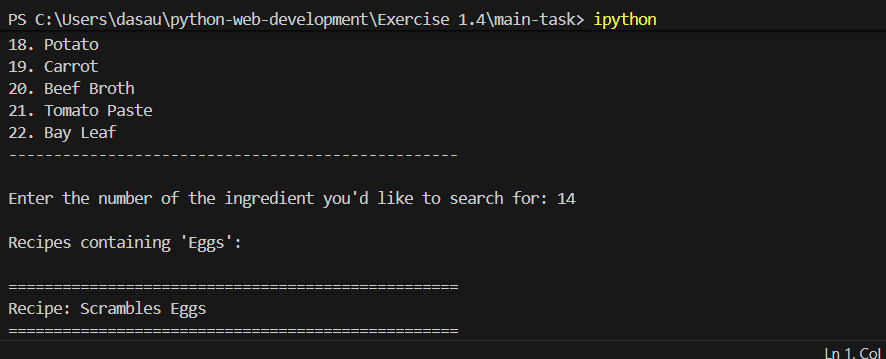 PS C:\Users\dasau\python-web-development\Exercise 1.4\main-task> ipython
18. Potato
19. Carrot
20. Beef Broth
21. Tomato Paste
22. Bay Leaf
--------------------------------------------------
Enter the number of the ingredient you'd like to search for: 14
Recipes containing 'Eggs':
==================================================
Recipe: Scrambles Eggs
==================================================
Ln 1, Col